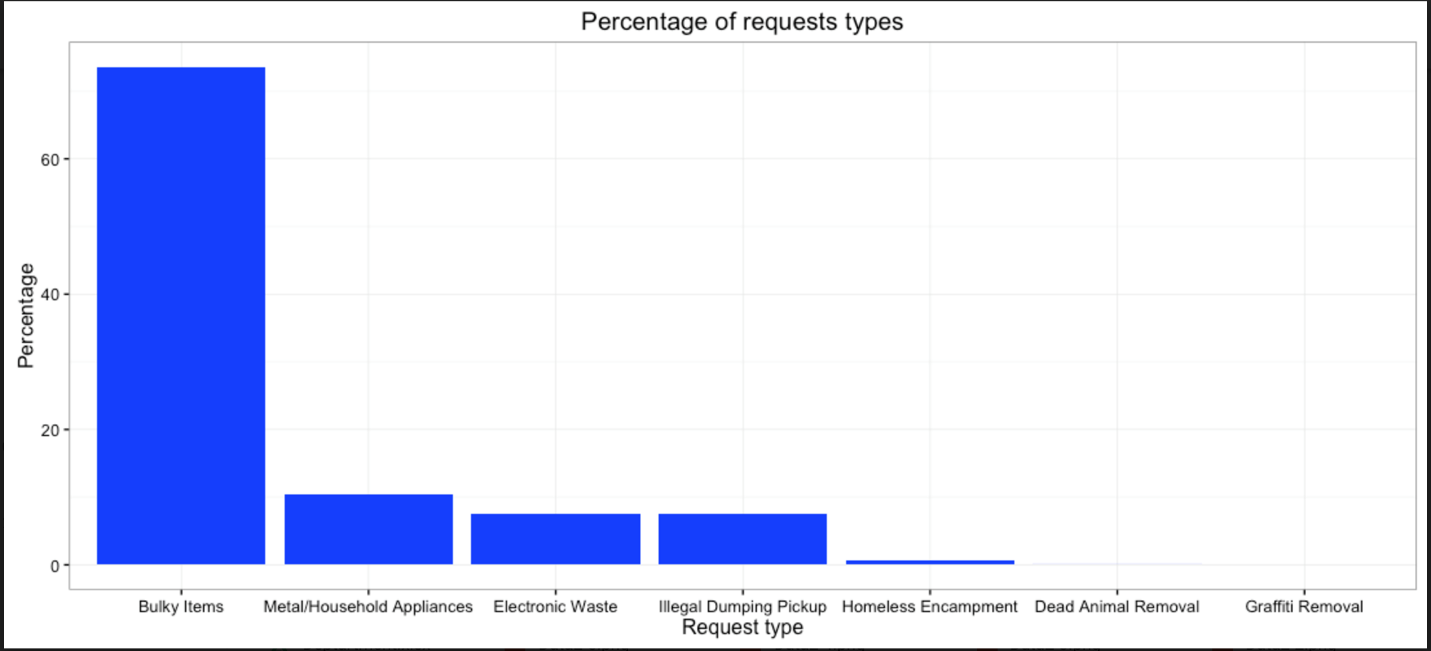 Percentage of requests types
Percentage
60
40
20
0
Bulky Items Metal/Household Appliances Electronic Waste Illegal Dumping Pickup Homeless Encampment Dead Animal Removal Graffiti Removal
Request type